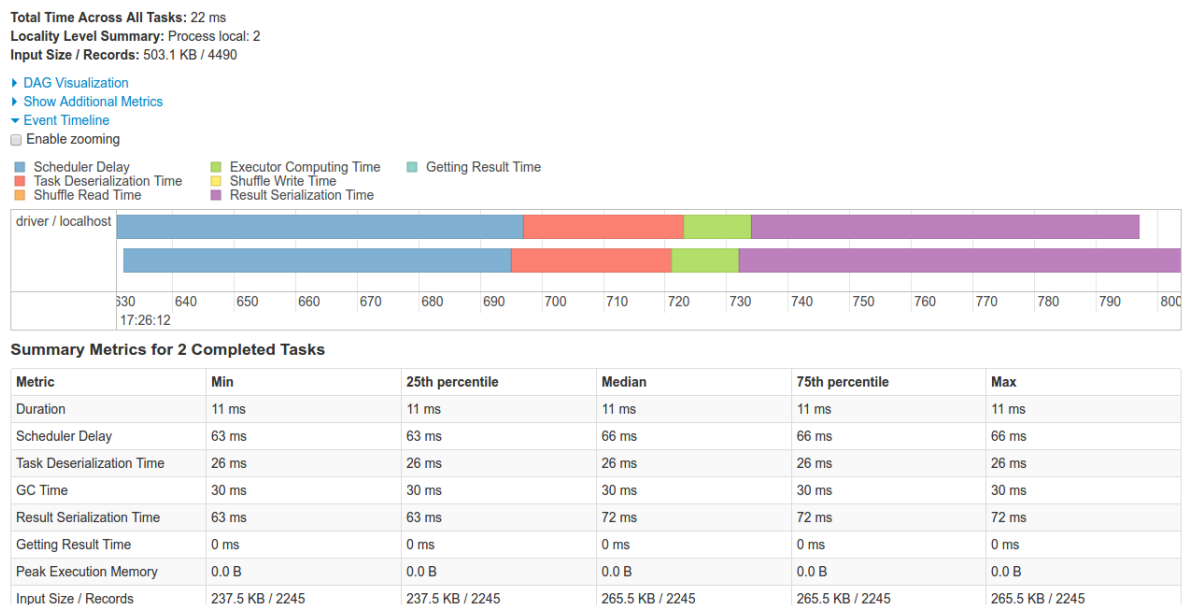 Total Time Across All Tasks: 22 ms
Locality Level Summary: Process local: 2
Input Size / Records: 503.1 KB / 4490
DAG Visualization
Show Additional Metrics
Event Timeline
Enable zooming
Scheduler Delay Executor Computing Time Getting Result Time
Task Deserialization Time Shuffle Write Time
Shuffle Read Time Result Serialization Time
driver / localhost
630 640 650 660 670 680 690 700 710 720 730 740 750 760 770 780 790 800
17:26:12
Summary Metrics for 2 Completed Tasks
Metric Min 25th percentile Median 75th percentile Max
Duration 11 ms 11 ms 11 ms 11 ms 11 ms
Scheduler Delay 63 ms 63 ms 66 ms 66 ms 66 ms
Task Deserialization Time 26 ms 26 ms 26 ms 26 ms 26 ms
GC Time 30 ms 30 ms 30 ms 30 ms 30 ms
Result Serialization Time 63 ms 63 ms 72 ms 72 ms 72 ms
Getting Result Time 0 ms 0 ms 0 ms 0 ms 0 ms
Peak Execution Memory 0.0 B 0.0 B 0.0 B 0.0 B 0.0 B
Input Size / Records 237.5 KB / 2245 237.5 KB / 2245 265.5 KB / 2245 265.5 KB / 2245 265.5 KB / 2245